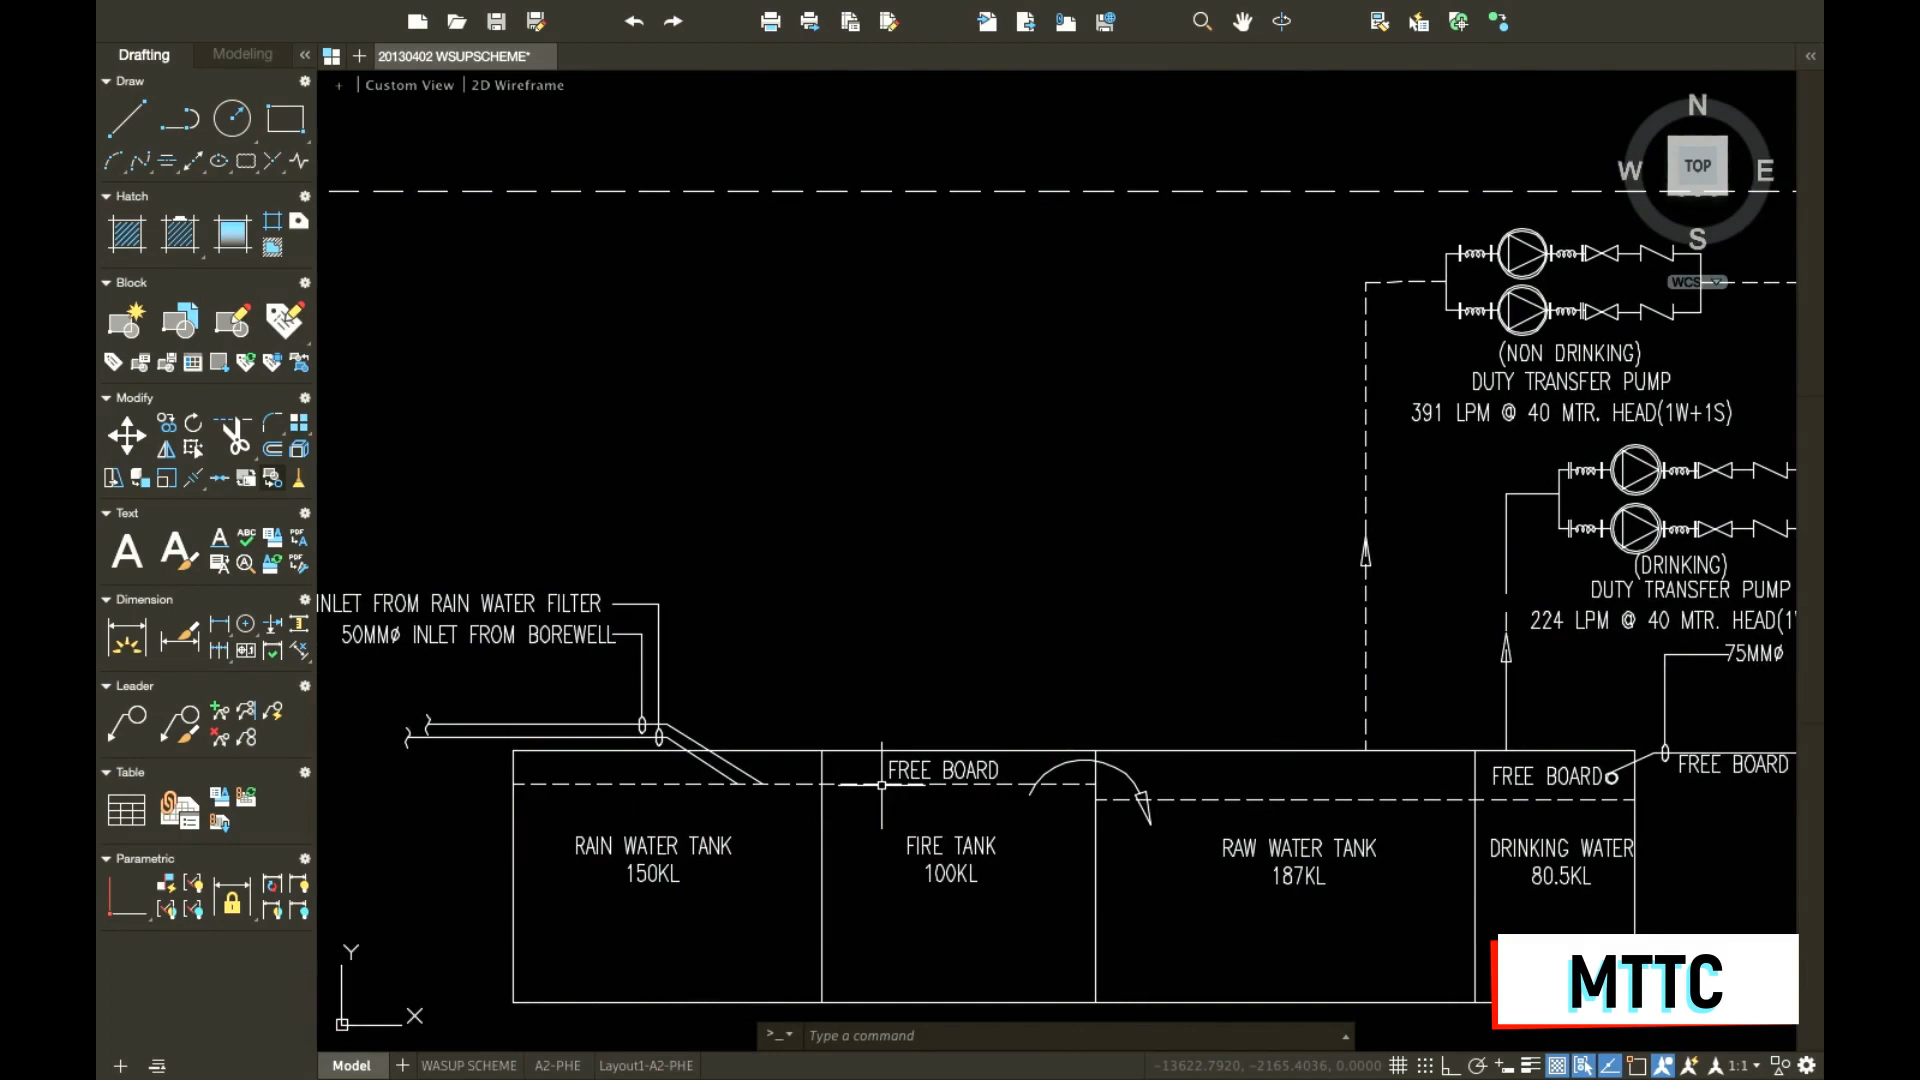 Drafting
Modeling
20130402 WSUPSCHEME*
Custom View
2D Wireframe
Draw
Hatch
Block
Modify
Text
Dimension
Leader
Table
Parametric
N
W
TOP
E
S
WCS
(NON DRINKING)
DUTY TRANSFER PUMP
391 LPM @ 40 MTR. HEAD(1W+1S)
(DRINKING)
DUTY TRANSFER PUMP
224 LPM @ 40 MTR. HEAD(1
75MMø
INLET FROM RAIN WATER FILTER
50MMø INLET FROM BOREWELL
FREE BOARD
FREE BOARD
FREE BOARD
RAIN WATER TANK
150KL
FIRE TANK
100KL
RAW WATER TANK
187KL
DRINKING WATER
80.5KL
MTTC
Y
X
>_
Type a command
Model
WASUP SCHEME
A2-PHE
Layout1-A2-PHE
-13622.7920, -2165.4036, 0.0000
1:1